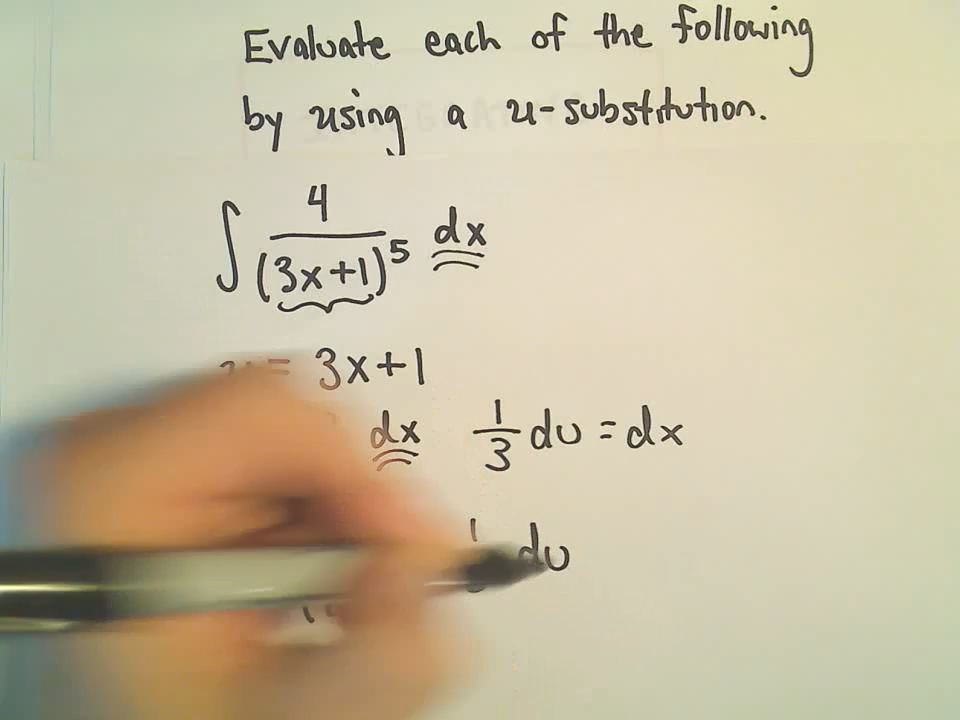 Evaluate each of the following
by using a u-substitution.
∫ 4/(3x+1)^5 dx
u = 3x+1
dx 1/3 du = dx
du